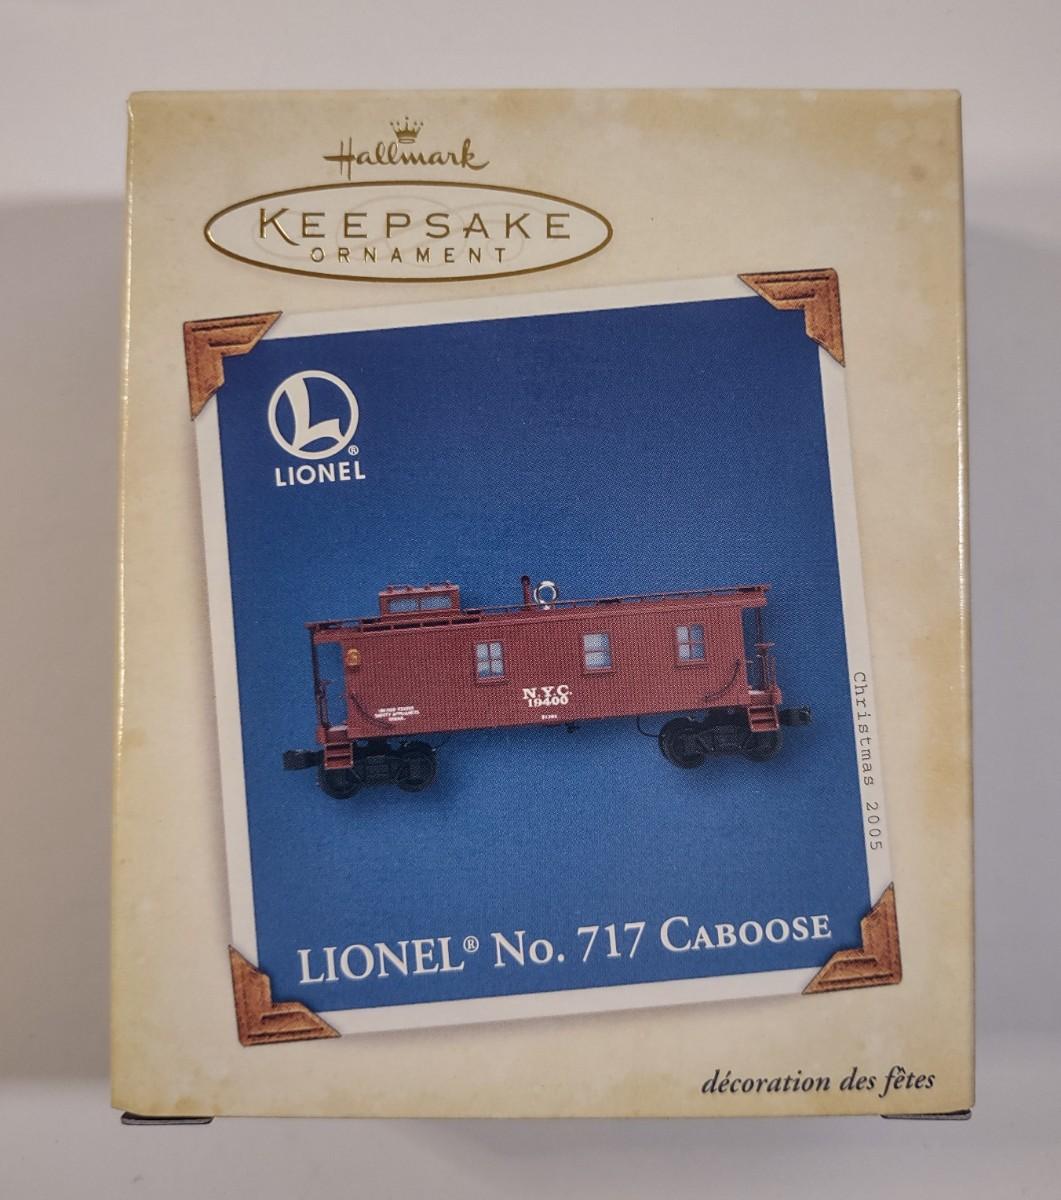 Hallmark
KEEPSAKE
ORNAMENT
L
®
LIONEL
N.Y.C.
19400
Christmas 2005
LIONEL® No. 717 CABOOSE
décoration des fêtes